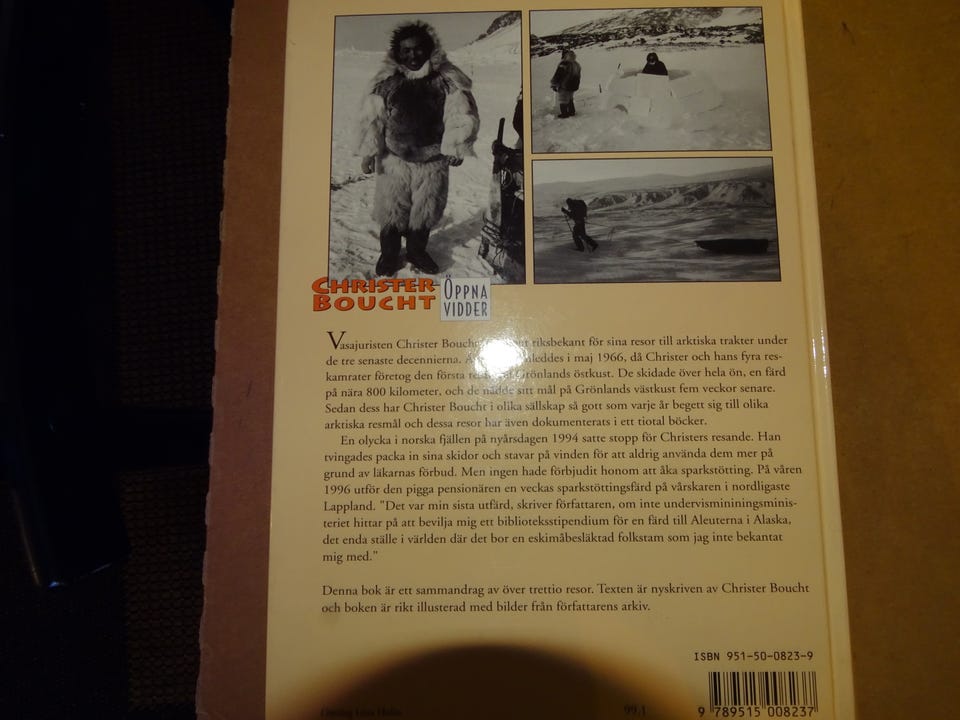 CHRISTER
BOUCHT
ÖPPNA
VIDDER
Vasajuristen Christer Boucht riksbekant för sina resor till arktiska trakter under
de tre senaste decennierna. i maj 1966, då Christer och hans fyra res-
kamrater företog den första Grönlands östkust. De skidade över hela ön, en färd
på nära 800 kilometer, och de nådde sitt mål på Grönlands västkust fem veckor senare.
Sedan dess har Christer Boucht i olika sällskap så gott som varje år begett sig till olika
arktiska resmål och dessa resor har även dokumenterats i ett tiotal böcker.
En olycka i norska fjällen på nyårsdagen 1994 satte stopp för Christers resande. Han
tvingades packa in sina skidor och stavar på vinden för att aldrig använda dem mer på
grund av läkarnas förbud. Men ingen hade förbjudit honom att åka sparkstötting. På våren
1996 utför den pigga pensionären en veckas sparkstöttingsfärd på vårskaren i nordligaste
Lappland. "Det var min sista utfärd, skriver författaren, om inte undervismininingsminis-
teriet hittar på att bevilja mig ett biblioteksstipendium för en färd till Aleuterna i Alaska,
det enda ställe i världen där det bor en eskimåbesläktad folkstam som jag inte bekantat
mig med."
Denna bok är ett sammandrag av över trettio resor. Texten är nyskriven av Christer Boucht
och boken är rikt illusterad med bilder från författarens arkiv.
ISBN 951-50-0823-9
99.1
9 789515 008237